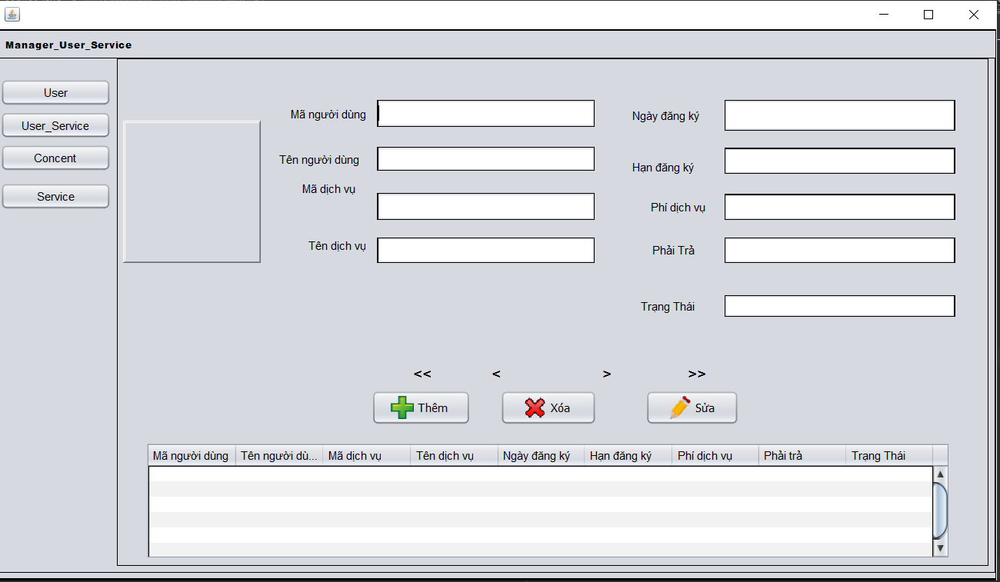 Manager_User_Service
User
User_Service
Concent
Service
Mã người dùng
Tên người dùng
Mã dịch vụ
Tên dịch vụ
Ngày đăng ký
Hạn đăng ký
Phí dịch vụ
Phải Trả
Trạng Thái
<< < > >>
Thêm Xóa Sửa
Mã người dùng Tên người dù... Mã dịch vụ Tên dịch vụ Ngày đăng ký Hạn đăng ký Phí dịch vụ Phải trả Trạng Thái